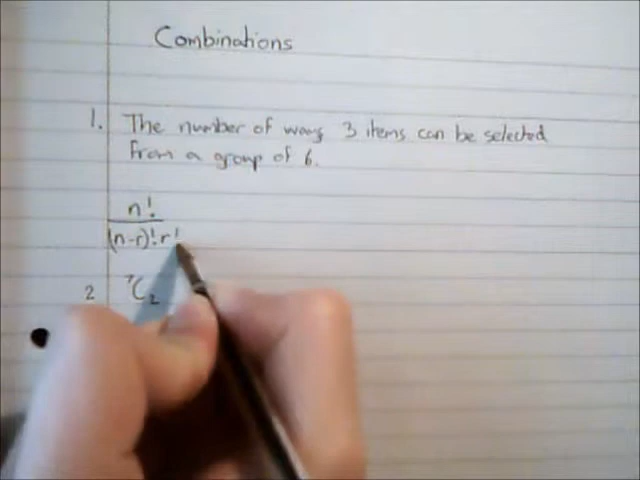 Combinations
1. The number of ways 3 items can be selected
from a group of 6.
n!
(n-r)!r!
2 ⁷C₂